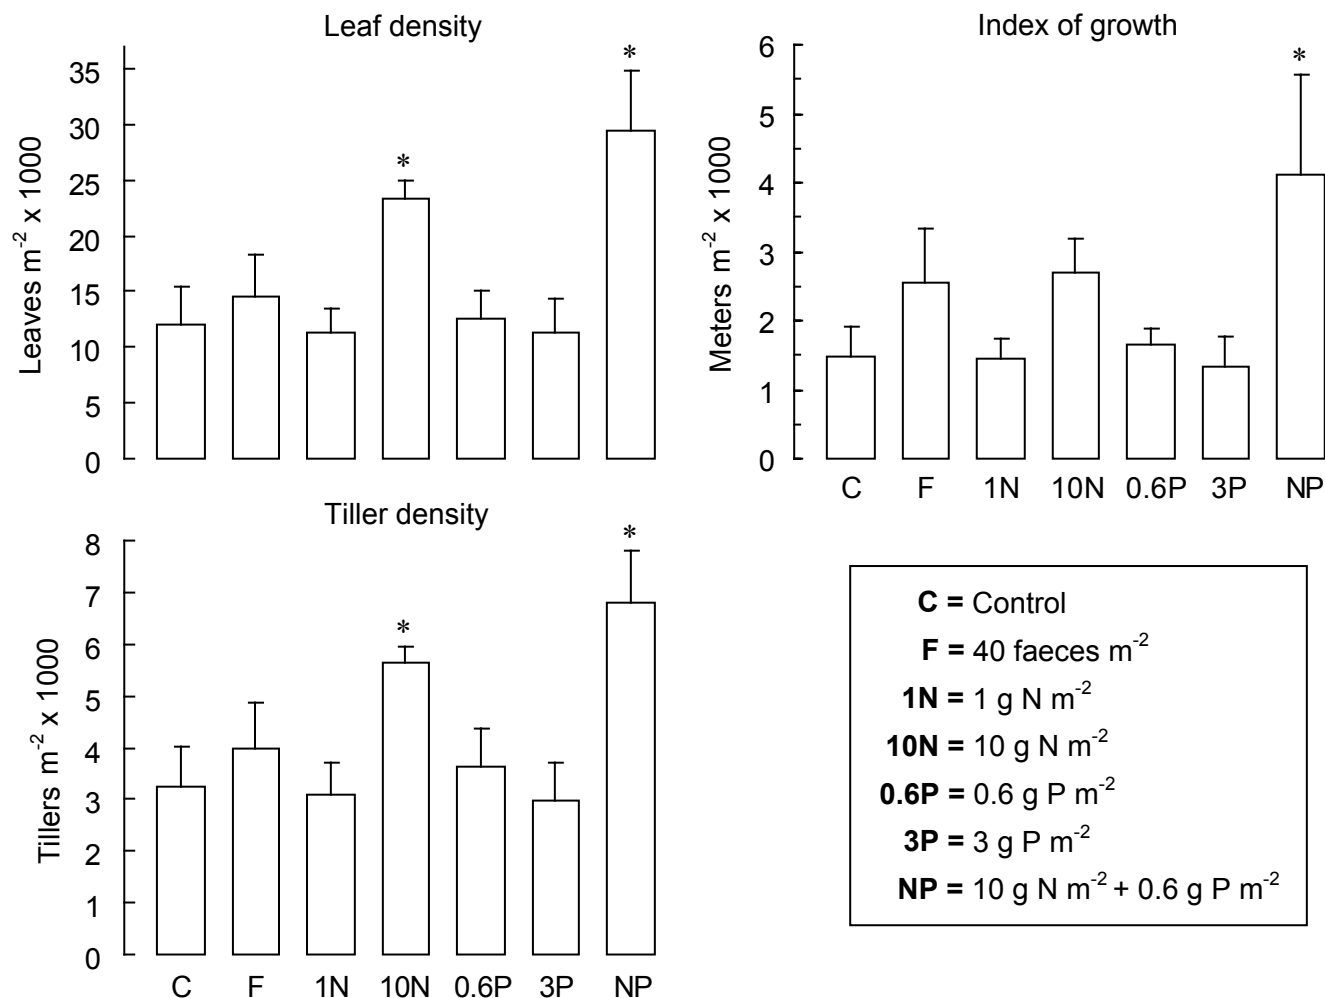 Leaf density
Leaves m⁻² x 1000
35
30
25
20
15
10
5
0
*
*
Index of growth
Meters m⁻² x 1000
6
5
4
3
2
1
0
*
C F 1N 10N 0.6P 3P NP
Tiller density
Tillers m⁻² x 1000
8
7
6
5
4
3
2
1
0
*
*
C F 1N 10N 0.6P 3P NP
C = Control
F = 40 faeces m⁻²
1N = 1 g N m⁻²
10N = 10 g N m⁻²
0.6P = 0.6 g P m⁻²
3P = 3 g P m⁻²
NP = 10 g N m⁻² + 0.6 g P m⁻²